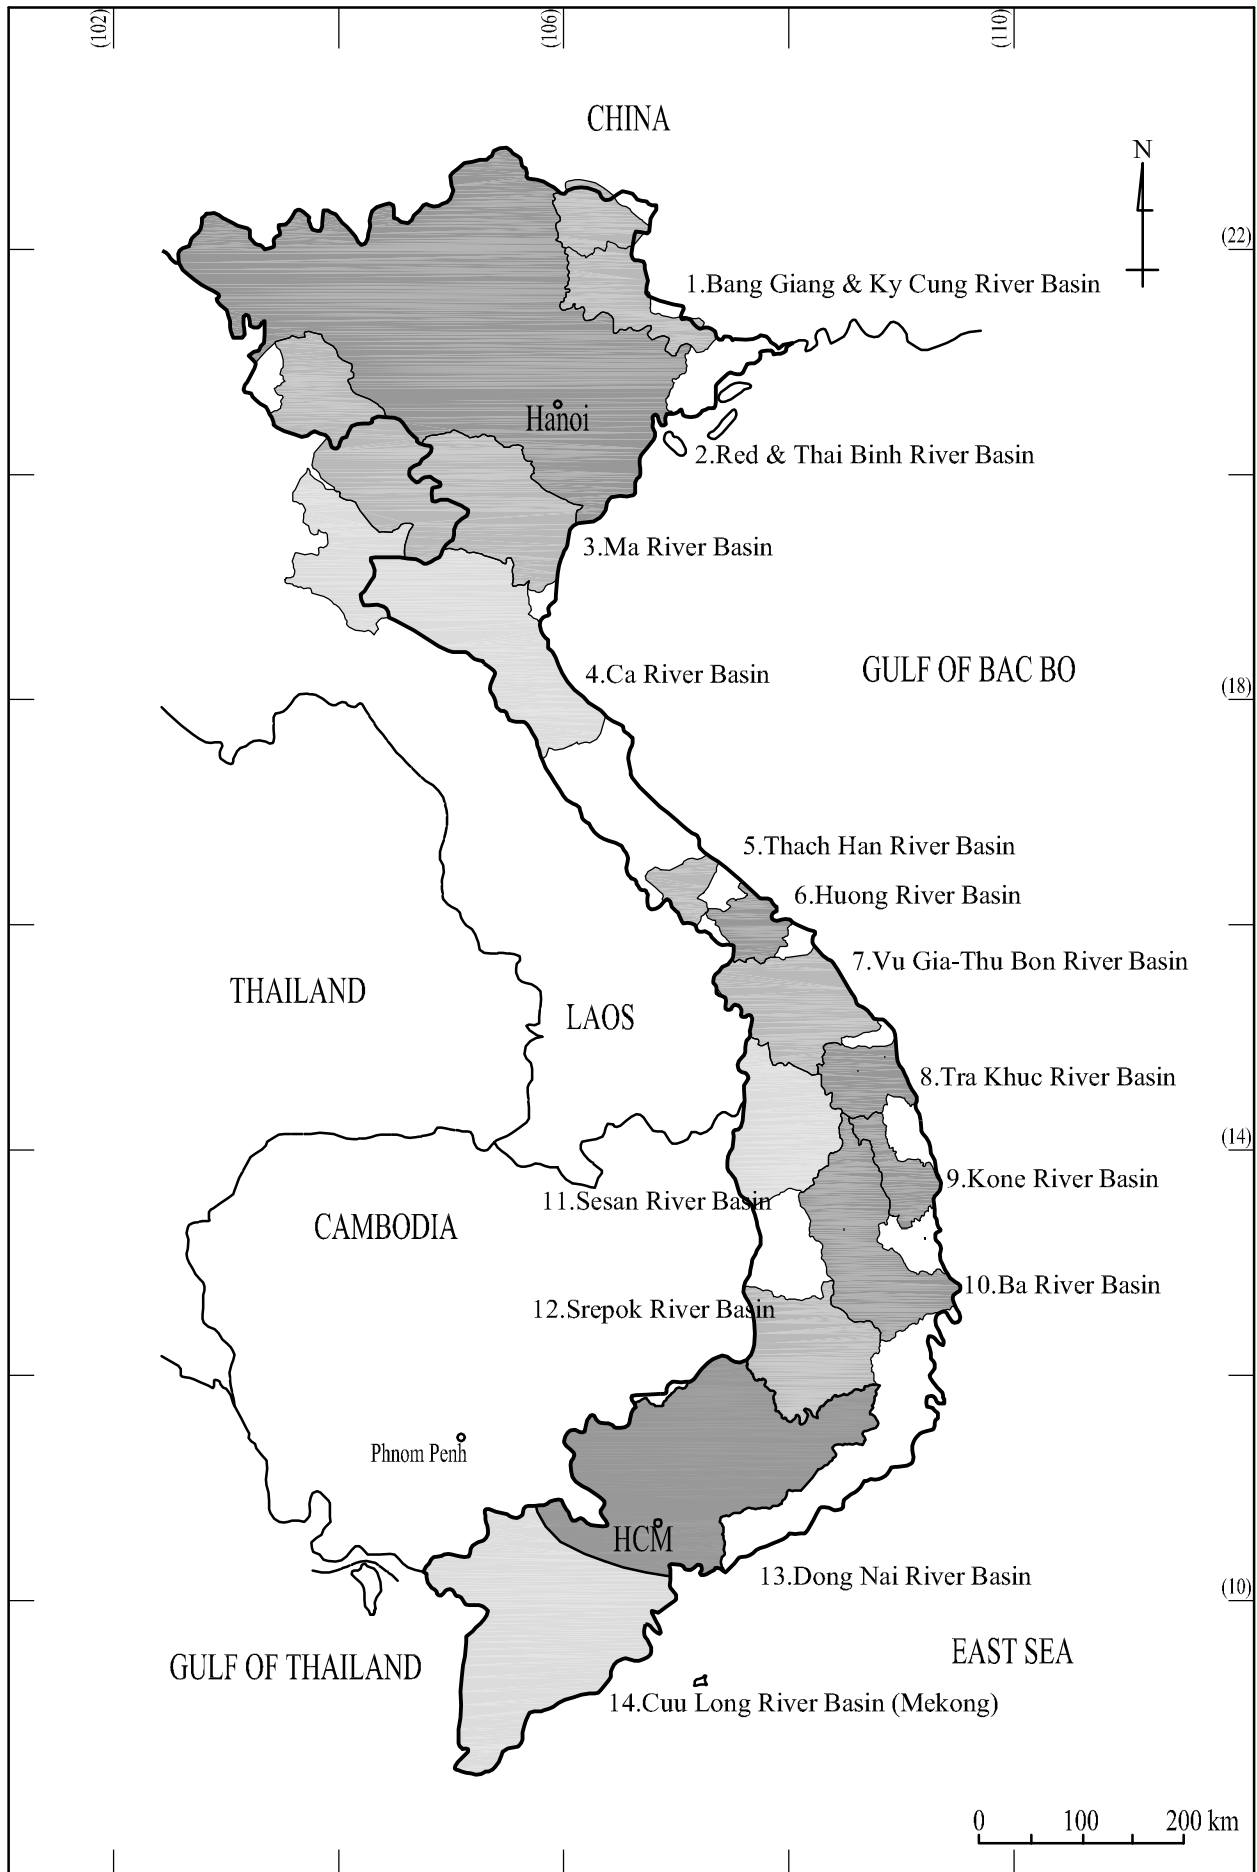 (102)
(106)
(110)
CHINA
N
(22)
1.Bang Giang & Ky Cung River Basin
Hanoi
2.Red & Thai Binh River Basin
3.Ma River Basin
4.Ca River Basin
GULF OF BAC BO
(18)
5.Thach Han River Basin
6.Huong River Basin
7.Vu Gia-Thu Bon River Basin
THAILAND
LAOS
8.Tra Khuc River Basin
(14)
9.Kone River Basin
11.Sesan River Basin
CAMBODIA
10.Ba River Basin
12.Srepok River Basin
Phnom Penh
HCM
13.Dong Nai River Basin
(10)
EAST SEA
GULF OF THAILAND
14.Cuu Long River Basin (Mekong)
0 100 200 km